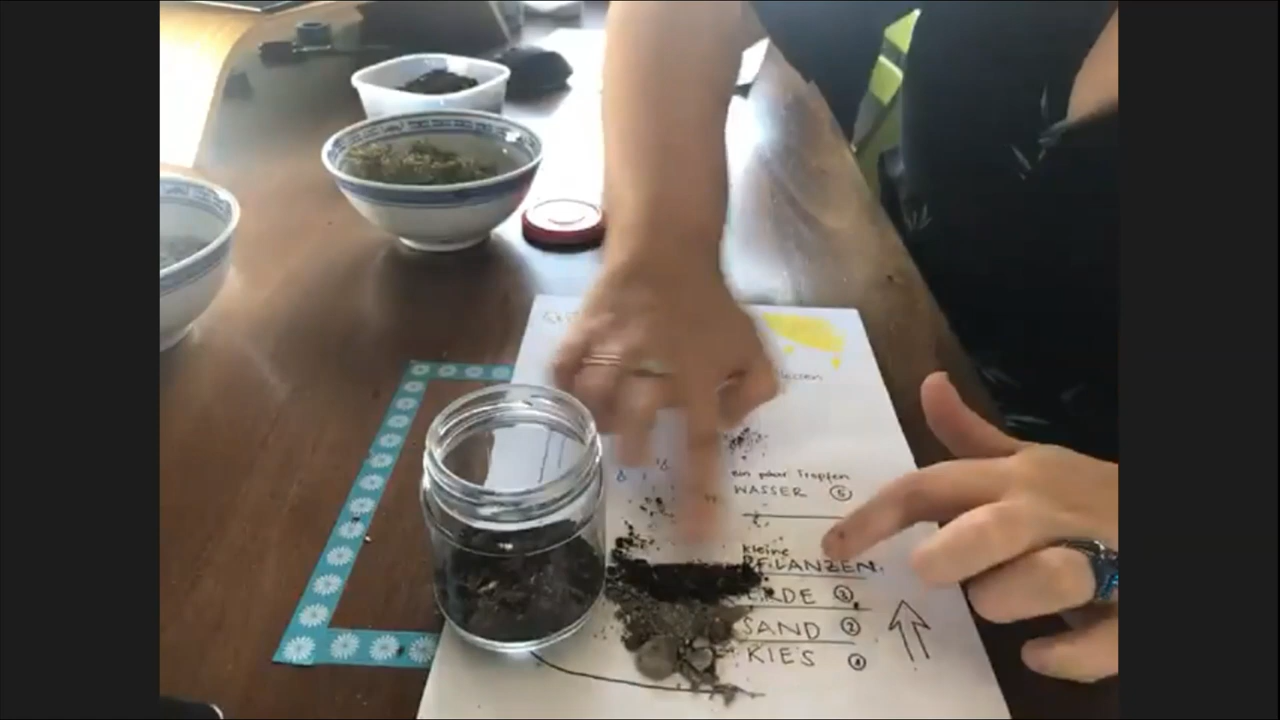 ein paar Tropfen
WASSER ⑤
kleine
PFLANZEN.
ERDE ③
SAND ②
KIES ①